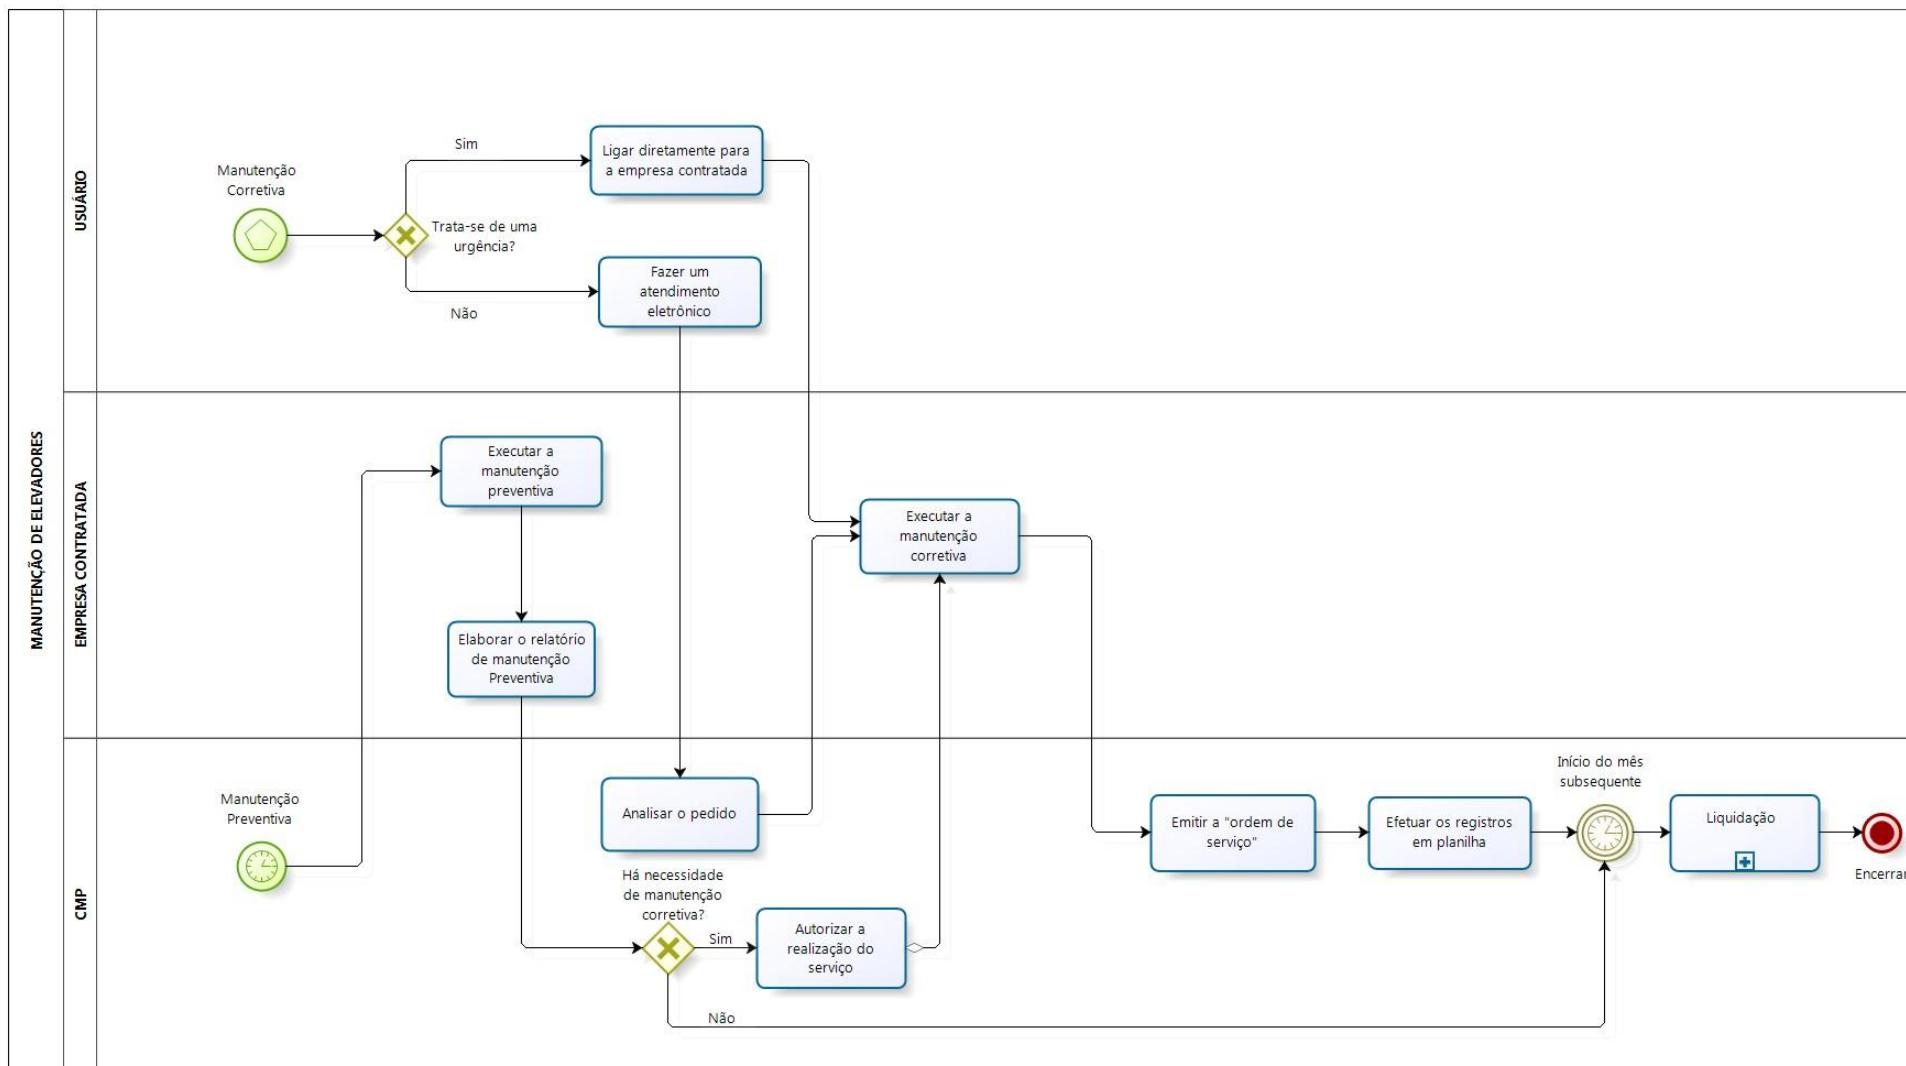 MANUTENÇÃO DE ELEVADORES
USUÁRIO
Manutenção
Corretiva
Trata-se de uma
urgência?
Sim
Ligar diretamente para
a empresa contratada
Não
Fazer um
atendimento
eletrônico
EMPRESA CONTRATADA
Executar a
manutenção
preventiva
Elaborar o relatório
de manutenção
Preventiva
Executar a
manutenção
corretiva
CMP
Manutenção
Preventiva
Analisar o pedido
Há necessidade
de manutenção
corretiva?
Sim
Autorizar a
realização do
serviço
Não
Emitir a "ordem de
serviço"
Efetuar os registros
em planilha
Início do mês
subsequente
Liquidação
Encerrar